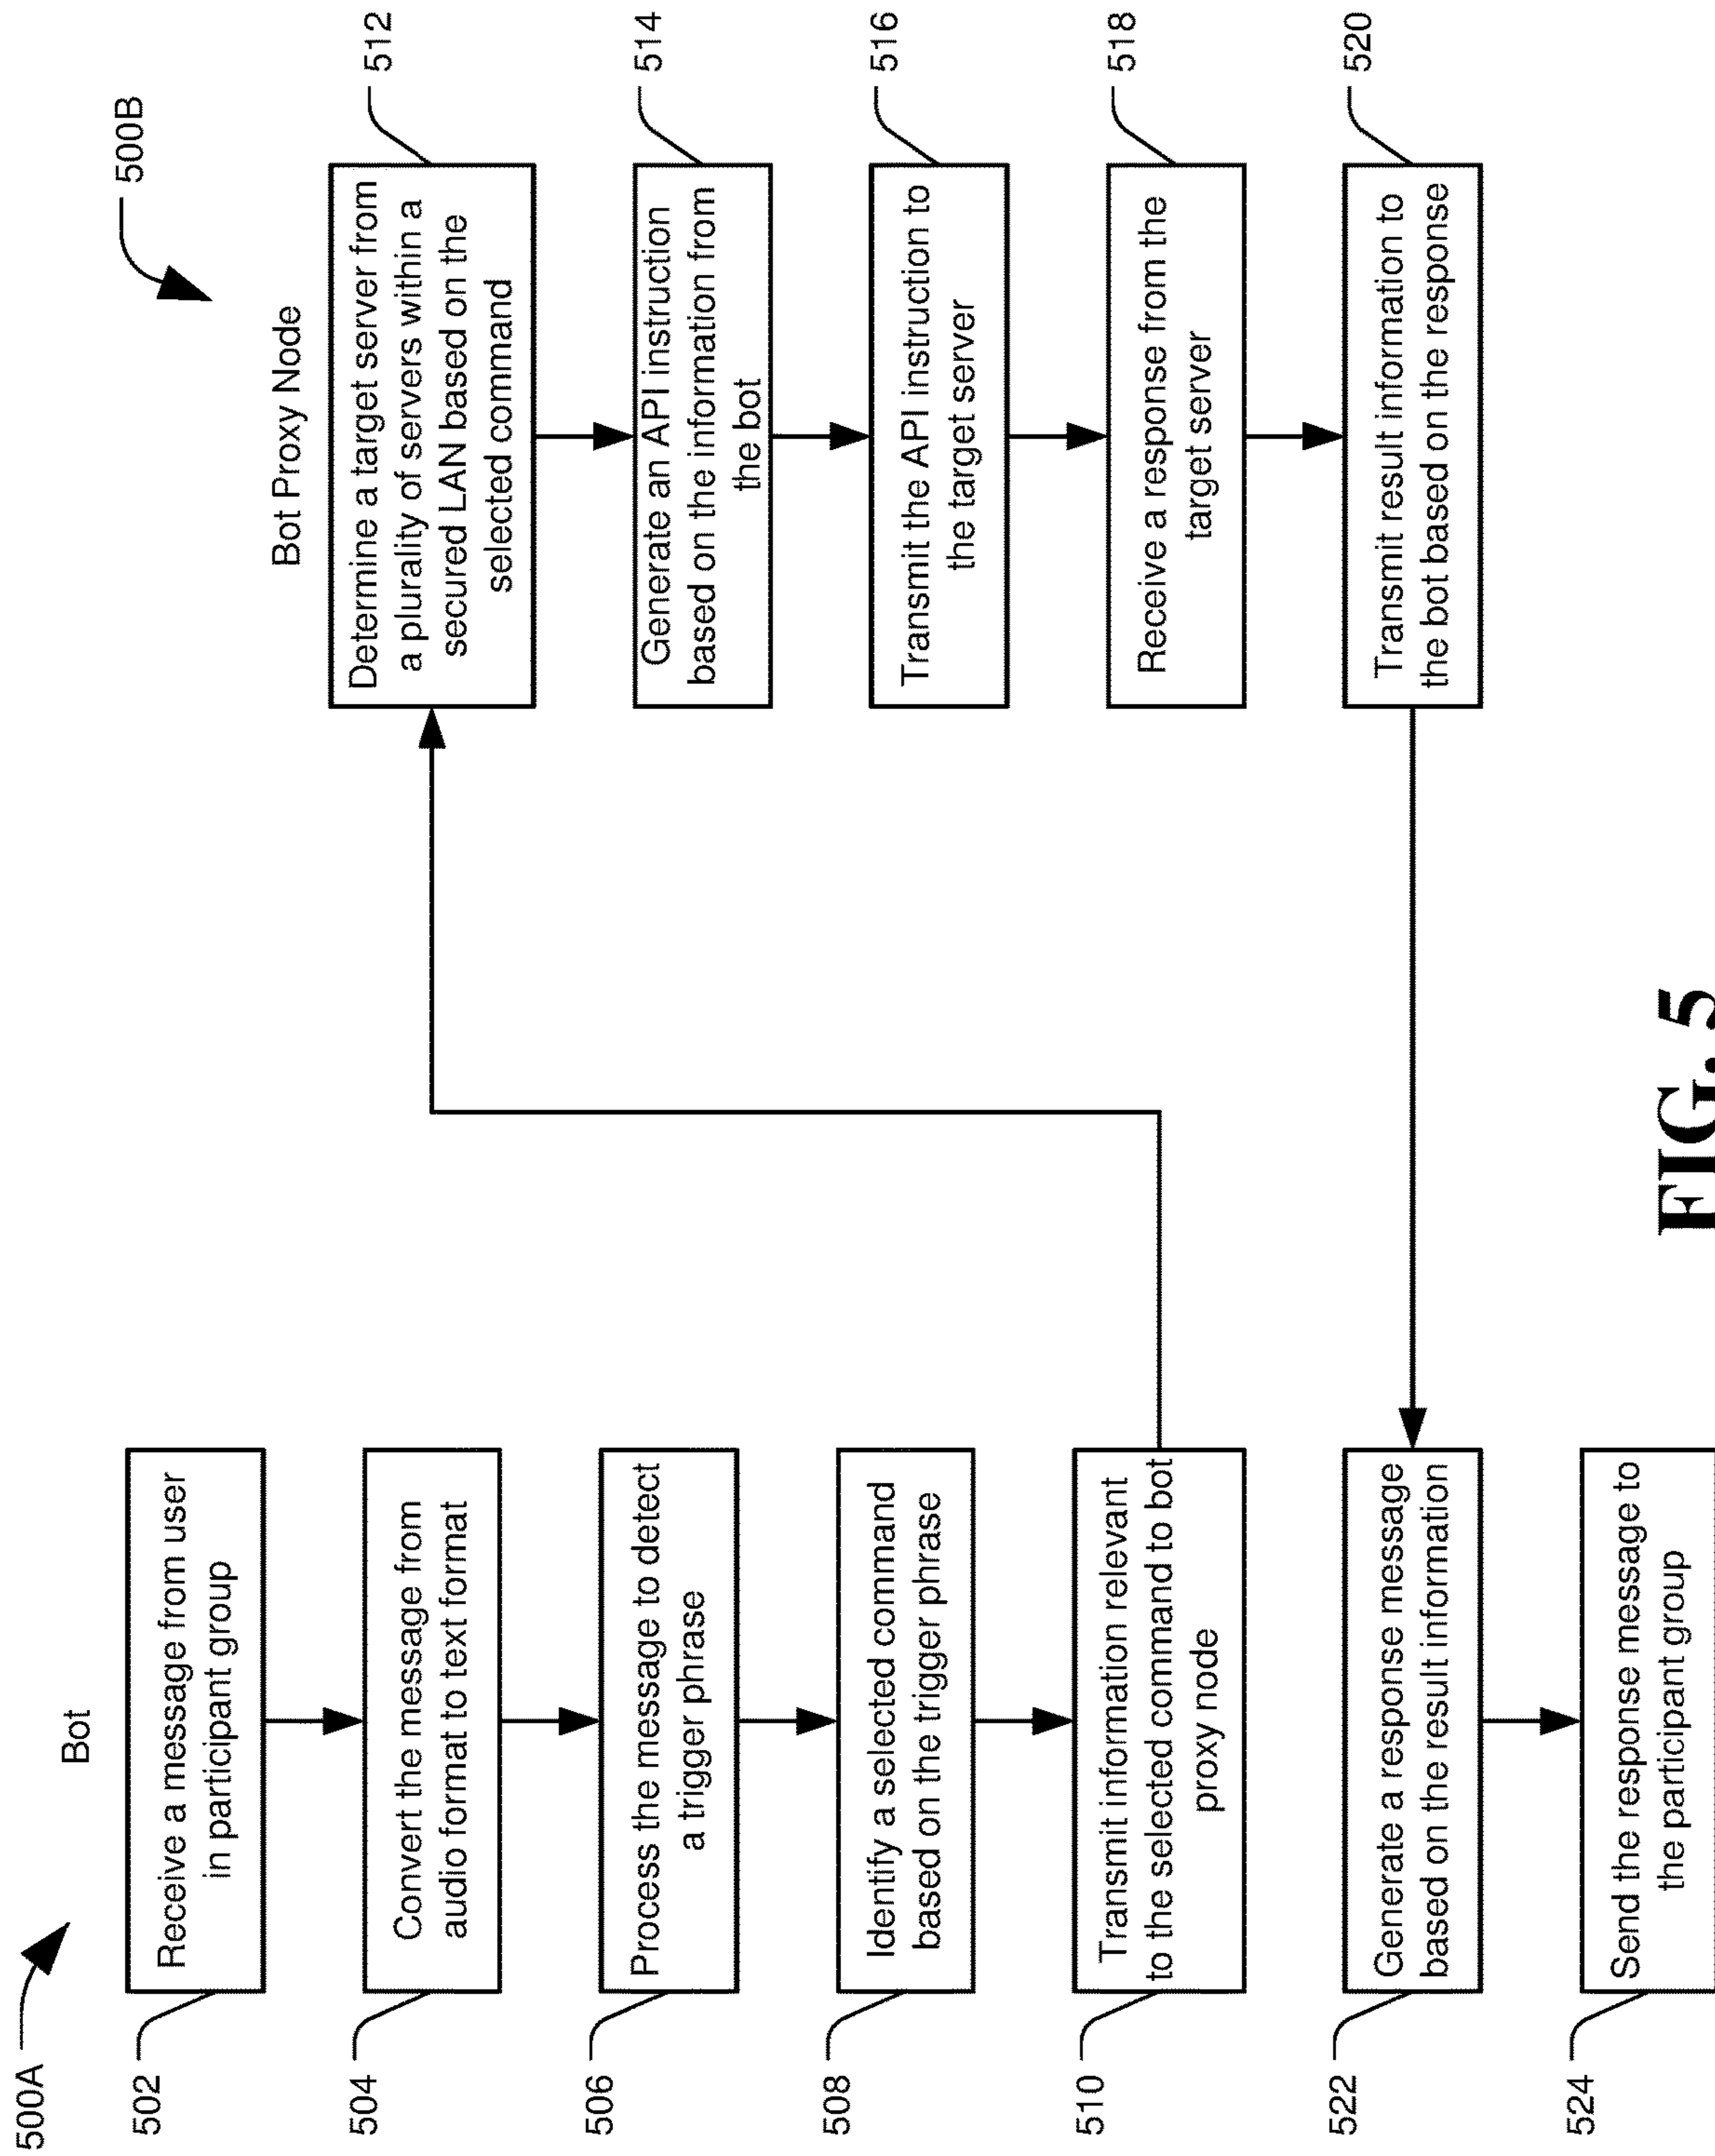 500A
Bot
502
Receive a message from user
in participant group
504
Convert the message from
audio format to text format
506
Process the message to detect
a trigger phrase
508
Identify a selected command
based on the trigger phrase
510
Transmit information relevant
to the selected command to bot
proxy node
522
Generate a response message
based on the result information
524
Send the response message to
the participant group
500B
Bot Proxy Node
512
Determine a target server from
a plurality of servers within a
secured LAN based on the
selected command
514
Generate an API instruction
based on the information from
the bot
516
Transmit the API instruction to
the target server
518
Receive a response from the
target server
520
Transmit result information to
the bot based on the response
FIG. 5